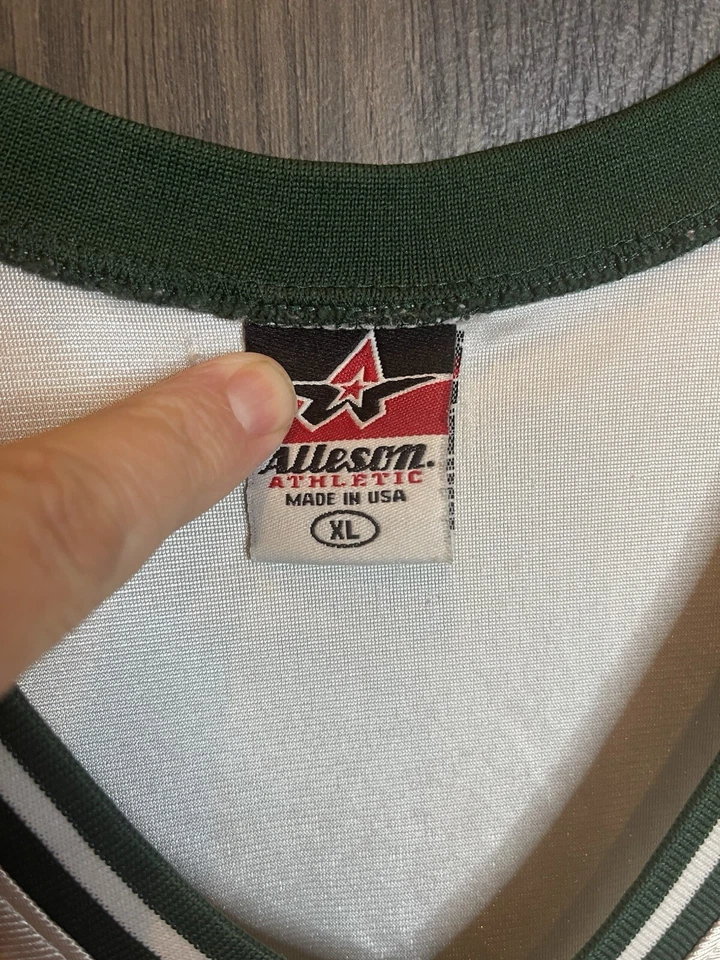 Alleson.
ATHLETIC
MADE IN USA
XL